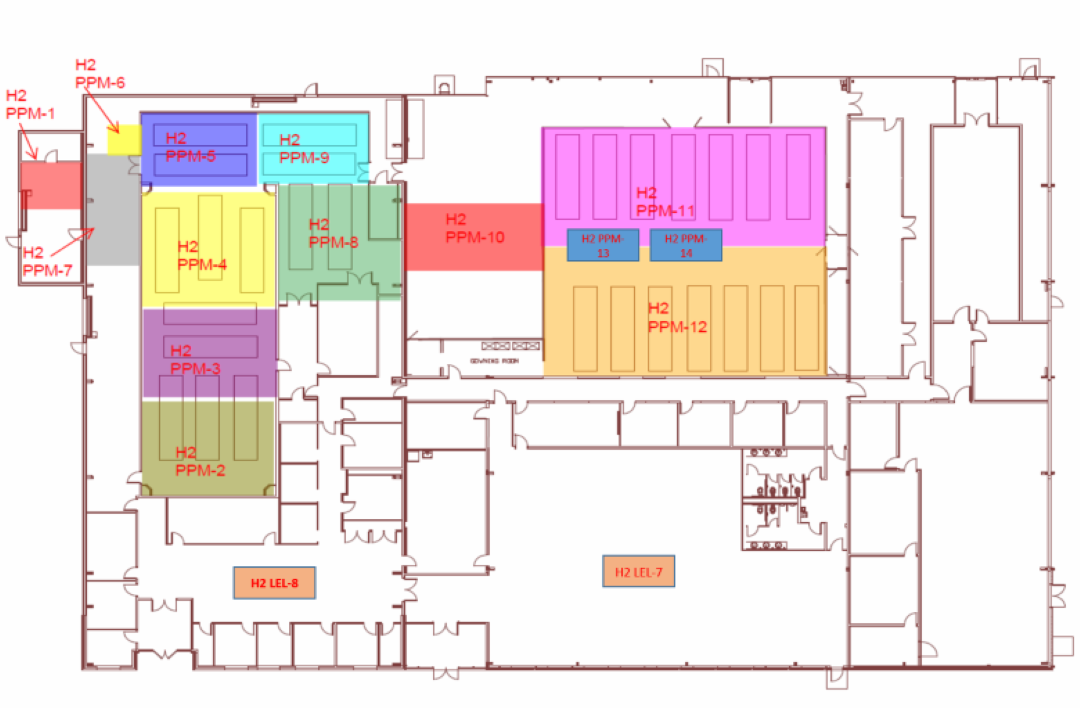 H2
PPM-6
H2
PPM-1
H2
PPM-5
H2
PPM-9
H2
PPM-11
H2
PPM-10
H2
PPM-8
H2
PPM-4
H2
PPM-7
H2 PPM-
13
H2 PPM-
14
H2
PPM-12
H2
PPM-3
GOWNING ROOM
H2
PPM-2
H2 LEL-8
H2 LEL-7